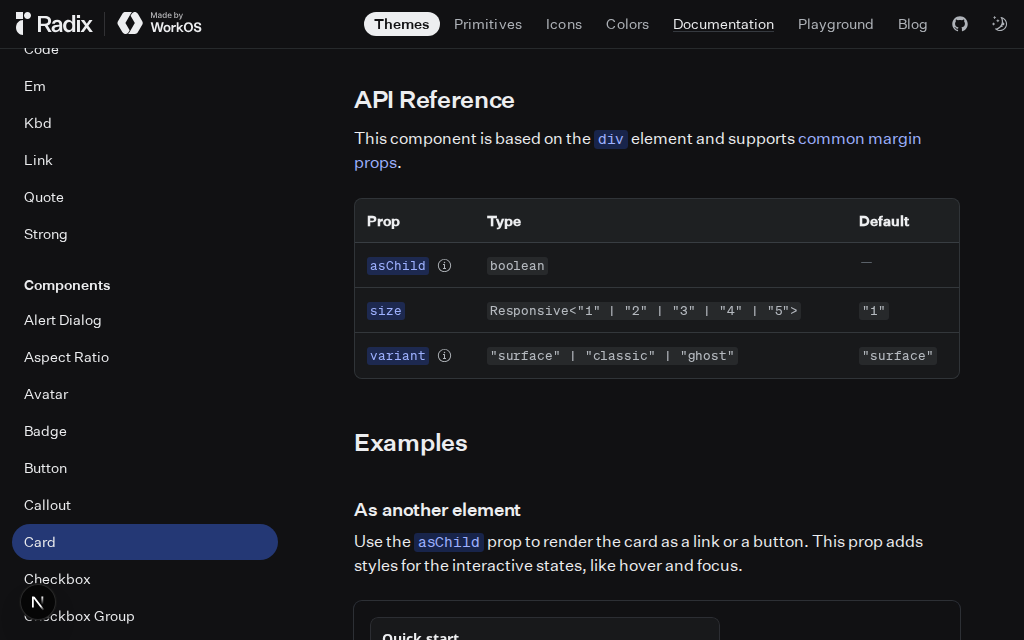 Radix
Made by
WorkOS
Themes
Primitives
Icons
Colors
Documentation
Playground
Blog
Code
Em
Kbd
Link
Quote
Strong
Components
Alert Dialog
Aspect Ratio
Avatar
Badge
Button
Callout
Card
Checkbox
Checkbox Group
N
API Reference
This component is based on the div element and supports common margin
props.
Prop Type Default
asChild boolean —
size Responsive<"1" | "2" | "3" | "4" | "5"> "1"
variant "surface" | "classic" | "ghost" "surface"
Examples
As another element
Use the asChild prop to render the card as a link or a button. This prop adds
styles for the interactive states, like hover and focus.
Quick start